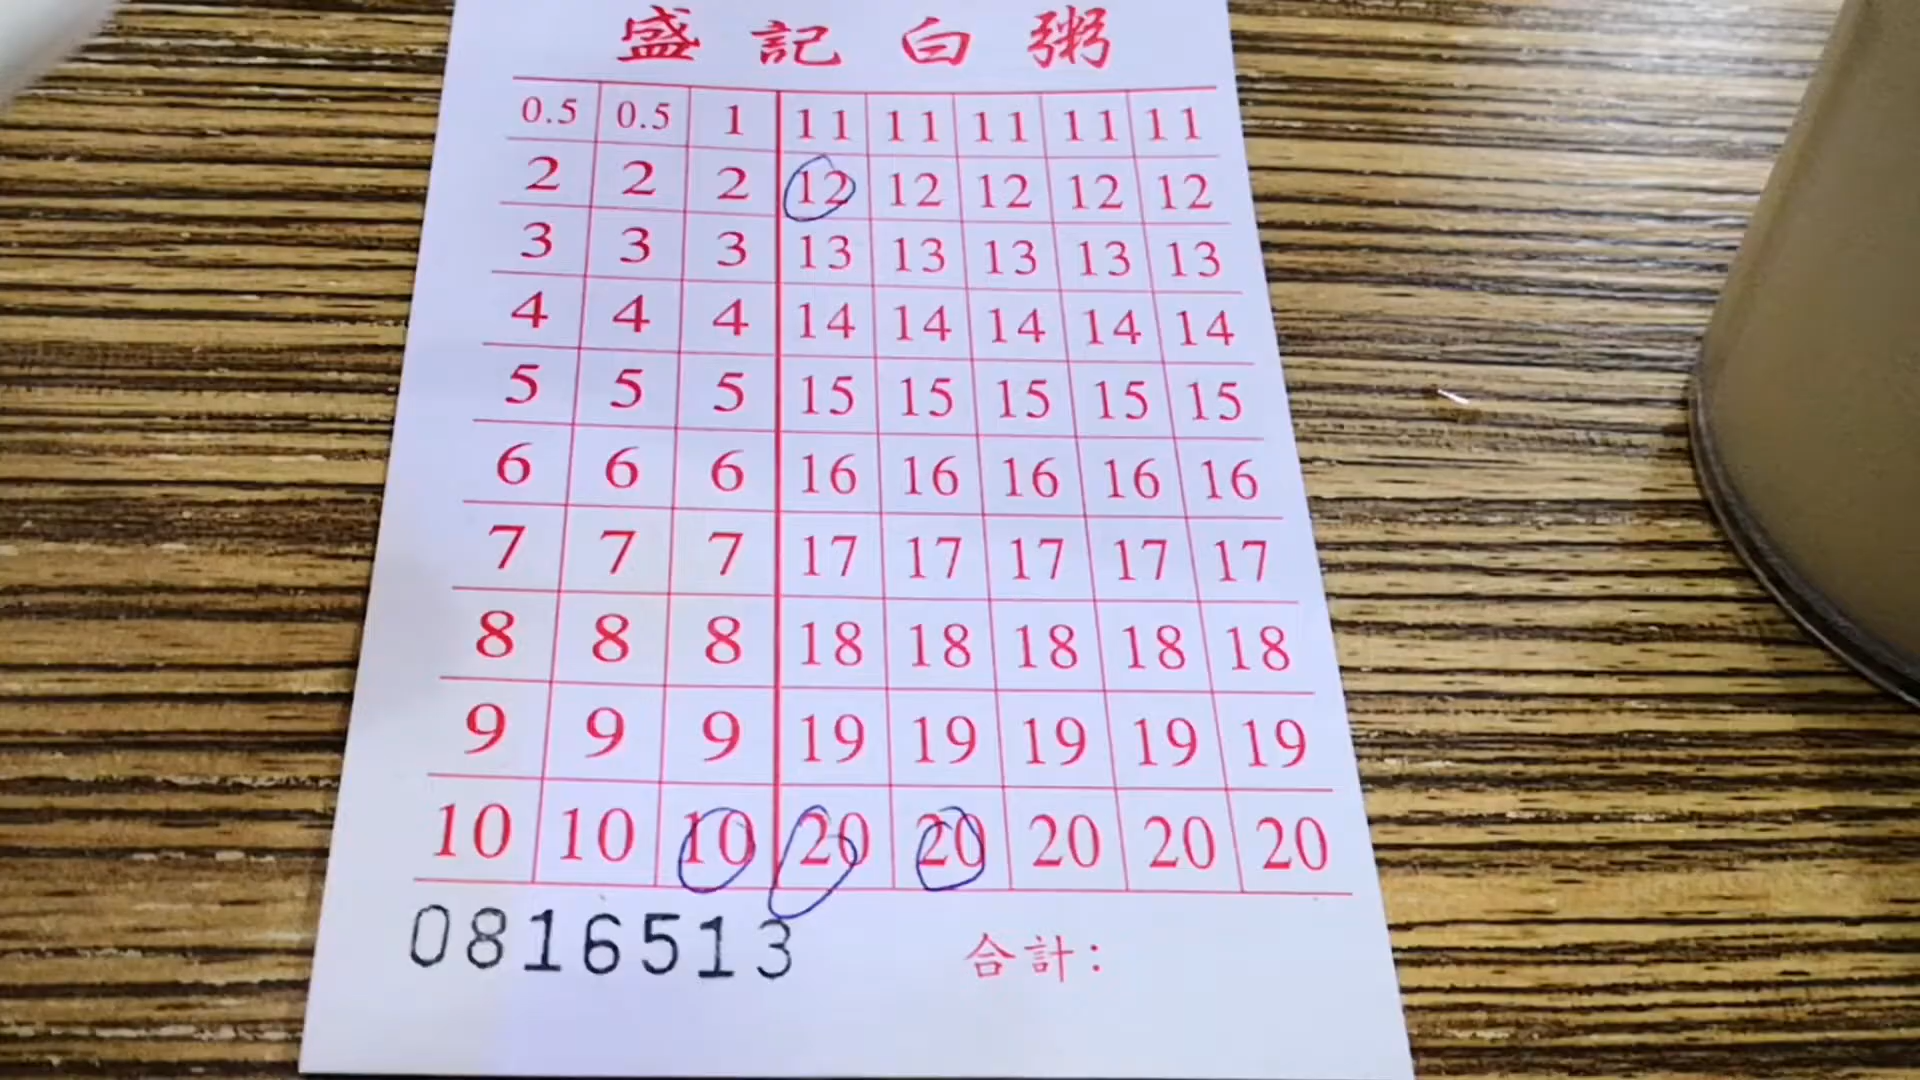 盛記白粥
0.5 0.5 1 11 11 11 11 11
2 2 2 12 12 12 12 12
3 3 3 13 13 13 13 13
4 4 4 14 14 14 14 14
5 5 5 15 15 15 15 15
6 6 6 16 16 16 16 16
7 7 7 17 17 17 17 17
8 8 8 18 18 18 18 18
9 9 9 19 19 19 19 19
10 10 10 20 20 20 20 20
0816513 合計：